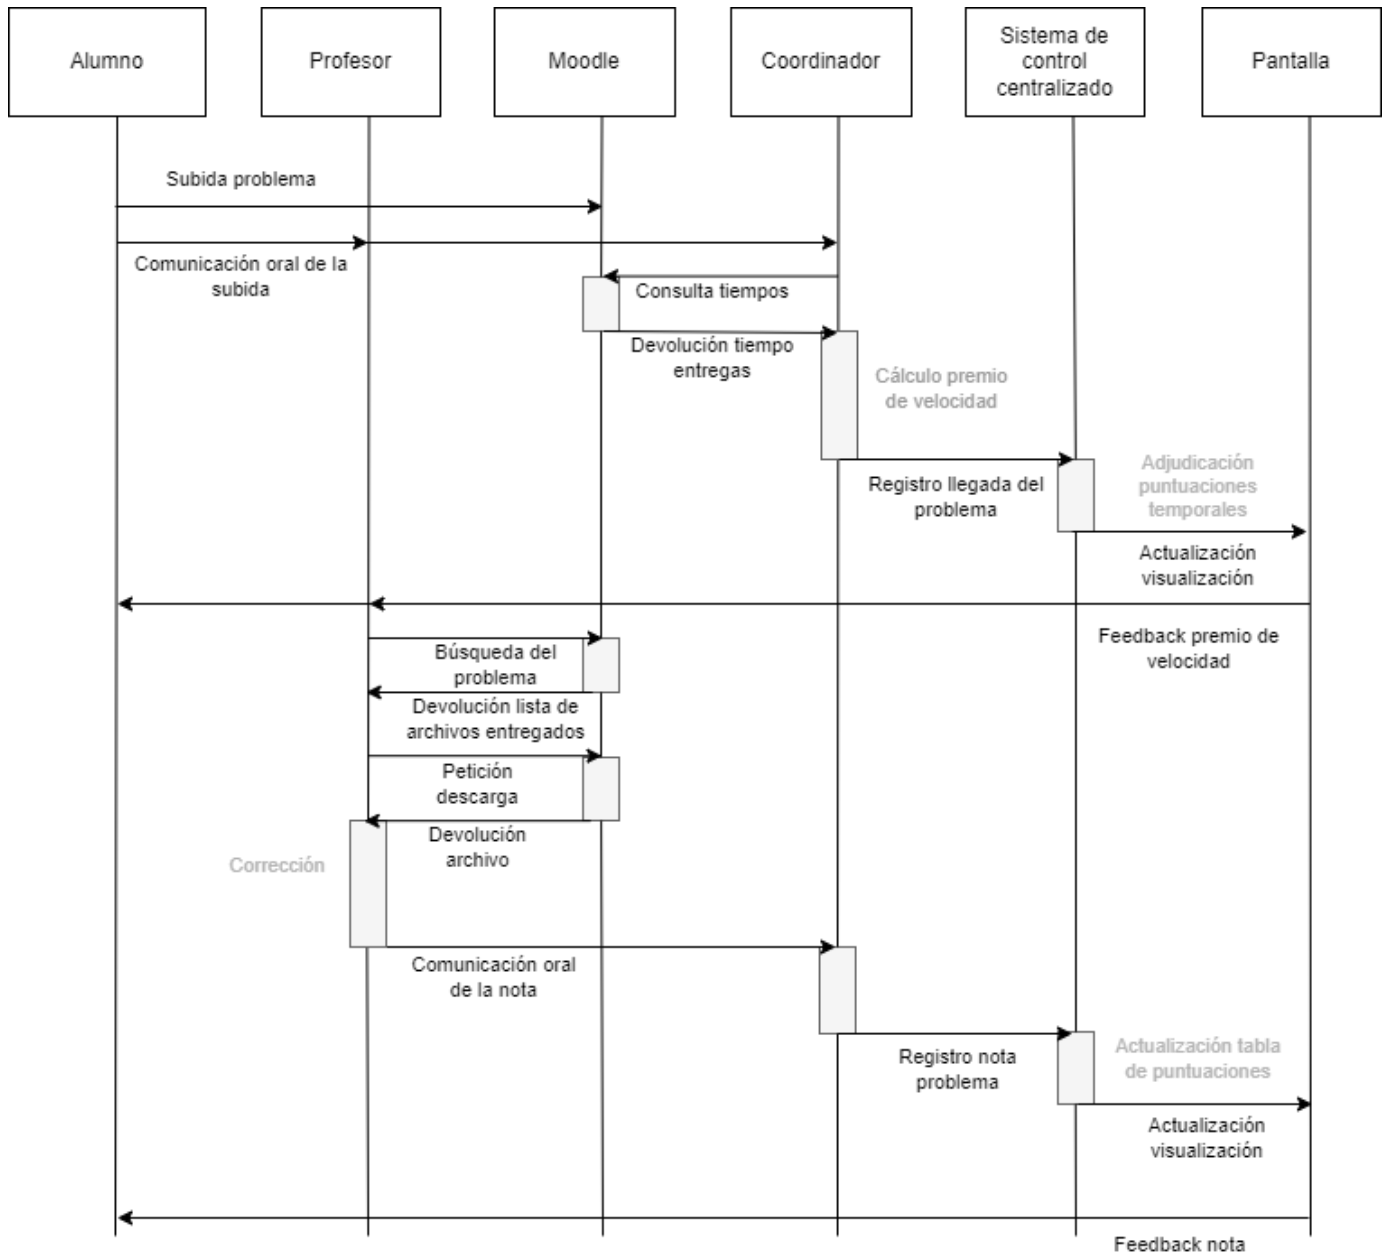 Alumno
Profesor
Moodle
Coordinador
Sistema de
control
centralizado
Pantalla
Subida problema
Comunicación oral de la
subida
Consulta tiempos
Devolución tiempo
entregas
Cálculo premio
de velocidad
Registro llegada del
problema
Adjudicación
puntuaciones
temporales
Actualización
visualización
Feedback premio de
velocidad
Búsqueda del
problema
Devolución lista de
archivos entregados
Petición
descarga
Devolución
archivo
Corrección
Comunicación oral
de la nota
Registro nota
problema
Actualización tabla
de puntuaciones
Actualización
visualización
Feedback nota